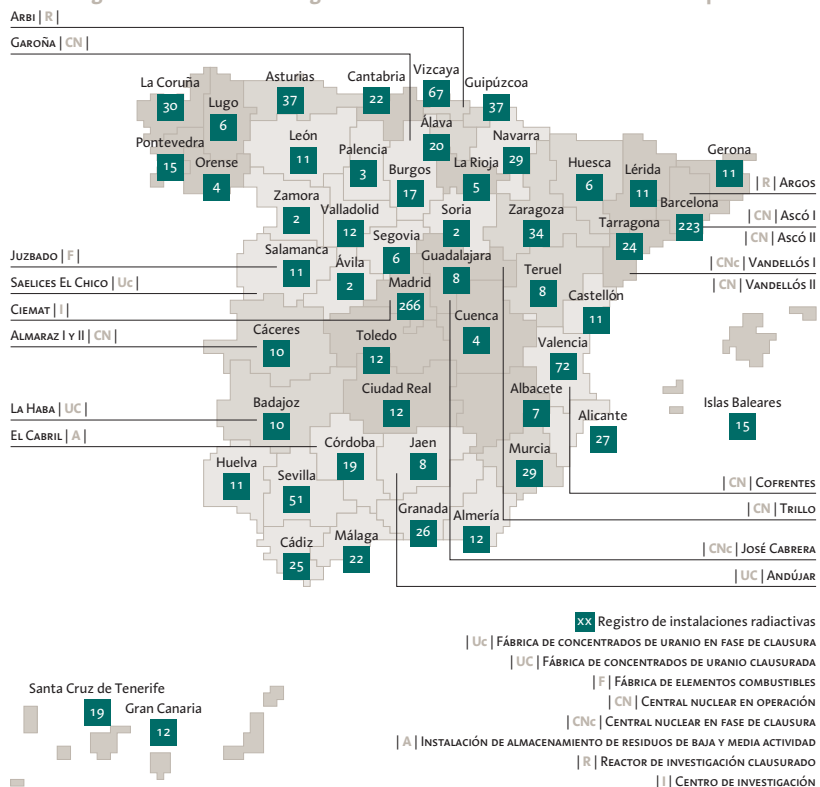 Arbi | R |
Garoña | CN |
Vizcaya
67
La Coruña
30
Asturias
37
Cantabria
22
Guipúzcoa
37
Lugo
6
Álava
20
Pontevedra
15
Orense
4
León
11
Palencia
3
Burgos
17
La Rioja
5
Navarra
29
Huesca
6
Lérida
11
Gerona
11
Barcelona
223
| R | Argos
| CN | Ascó I
| CN | Ascó II
Zamora
2
Valladolid
12
Soria
2
Zaragoza
34
Tarragona
24
| CNc | Vandellós I
| CN | Vandellós II
Juzbado | F |
Saelices El Chico | Uc |
Ciemat | I |
Almaraz I y II | CN |
Salamanca
11
Ávila
2
Segovia
6
Guadalajara
8
Madrid
266
Teruel
8
Castellón
11
Cáceres
10
Toledo
12
Cuenca
4
Valencia
72
La Haba | UC |
El Cabril | A |
Badajoz
10
Ciudad Real
12
Albacete
7
Alicante
27
Islas Baleares
15
Córdoba
19
Jaen
8
Murcia
29
Huelva
11
Sevilla
51
Granada
26
Almería
12
Cádiz
25
Málaga
22
| CN | Cofrentes
| CN | Trillo
| CNc | José Cabrera
| UC | Andújar
xx Registro de instalaciones radiactivas
| Uc | Fábrica de concentrados de uranio en fase de clausura
| UC | Fábrica de concentrados de uranio clausurada
| F | Fábrica de elementos combustibles
| CN | Central nuclear en operación
| CNc | Central nuclear en fase de clausura
| A | Instalación de almacenamiento de residuos de baja y media actividad
| R | Reactor de investigación clausurado
| I | Centro de investigación
Santa Cruz de Tenerife
19
Gran Canaria
12